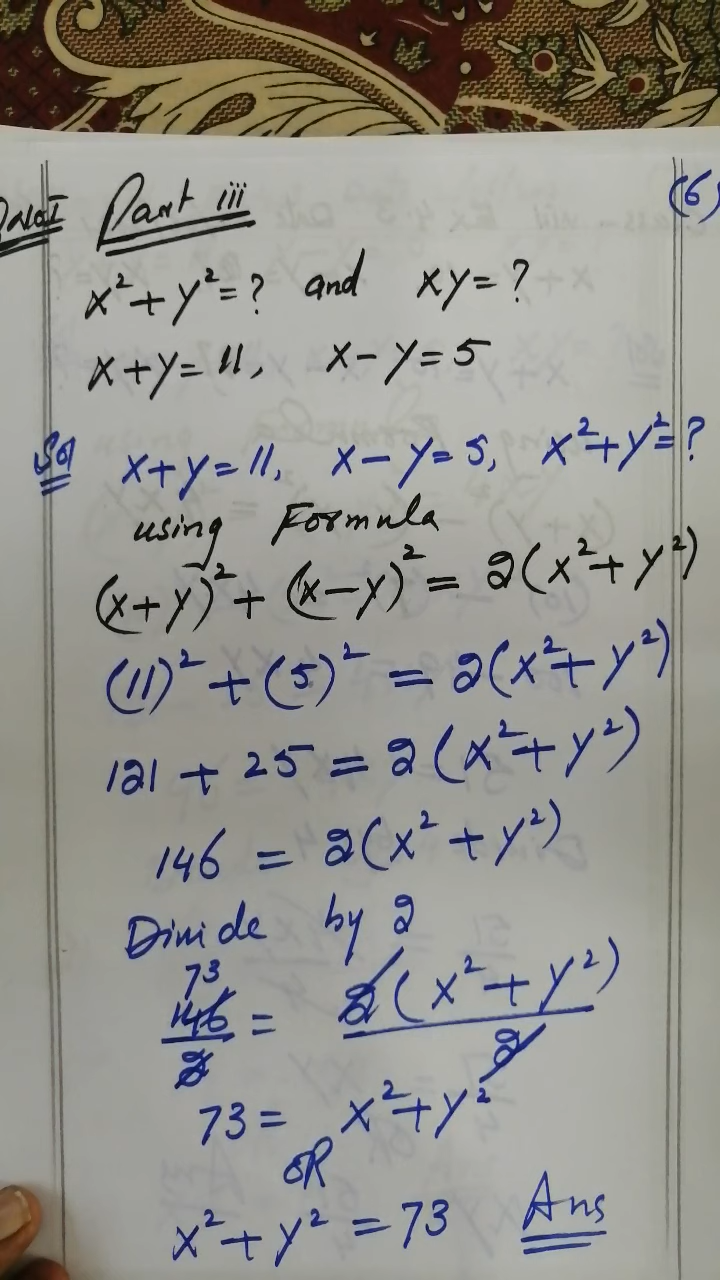 Part iii (6)
x² + y² = ? and xy = ?
x + y = 11, x - y = 5
Sol x + y = 11, x - y = 5, x² + y² = ?
using Formula
(x + y)² + (x - y)² = 2(x² + y²)
(11)² + (5)² = 2(x² + y²)
121 + 25 = 2(x² + y²)
146 = 2(x² + y²)
Divide by 2
73
146/2 = 2(x² + y²)/2
73 = x² + y²
OR
x² + y² = 73 Ans